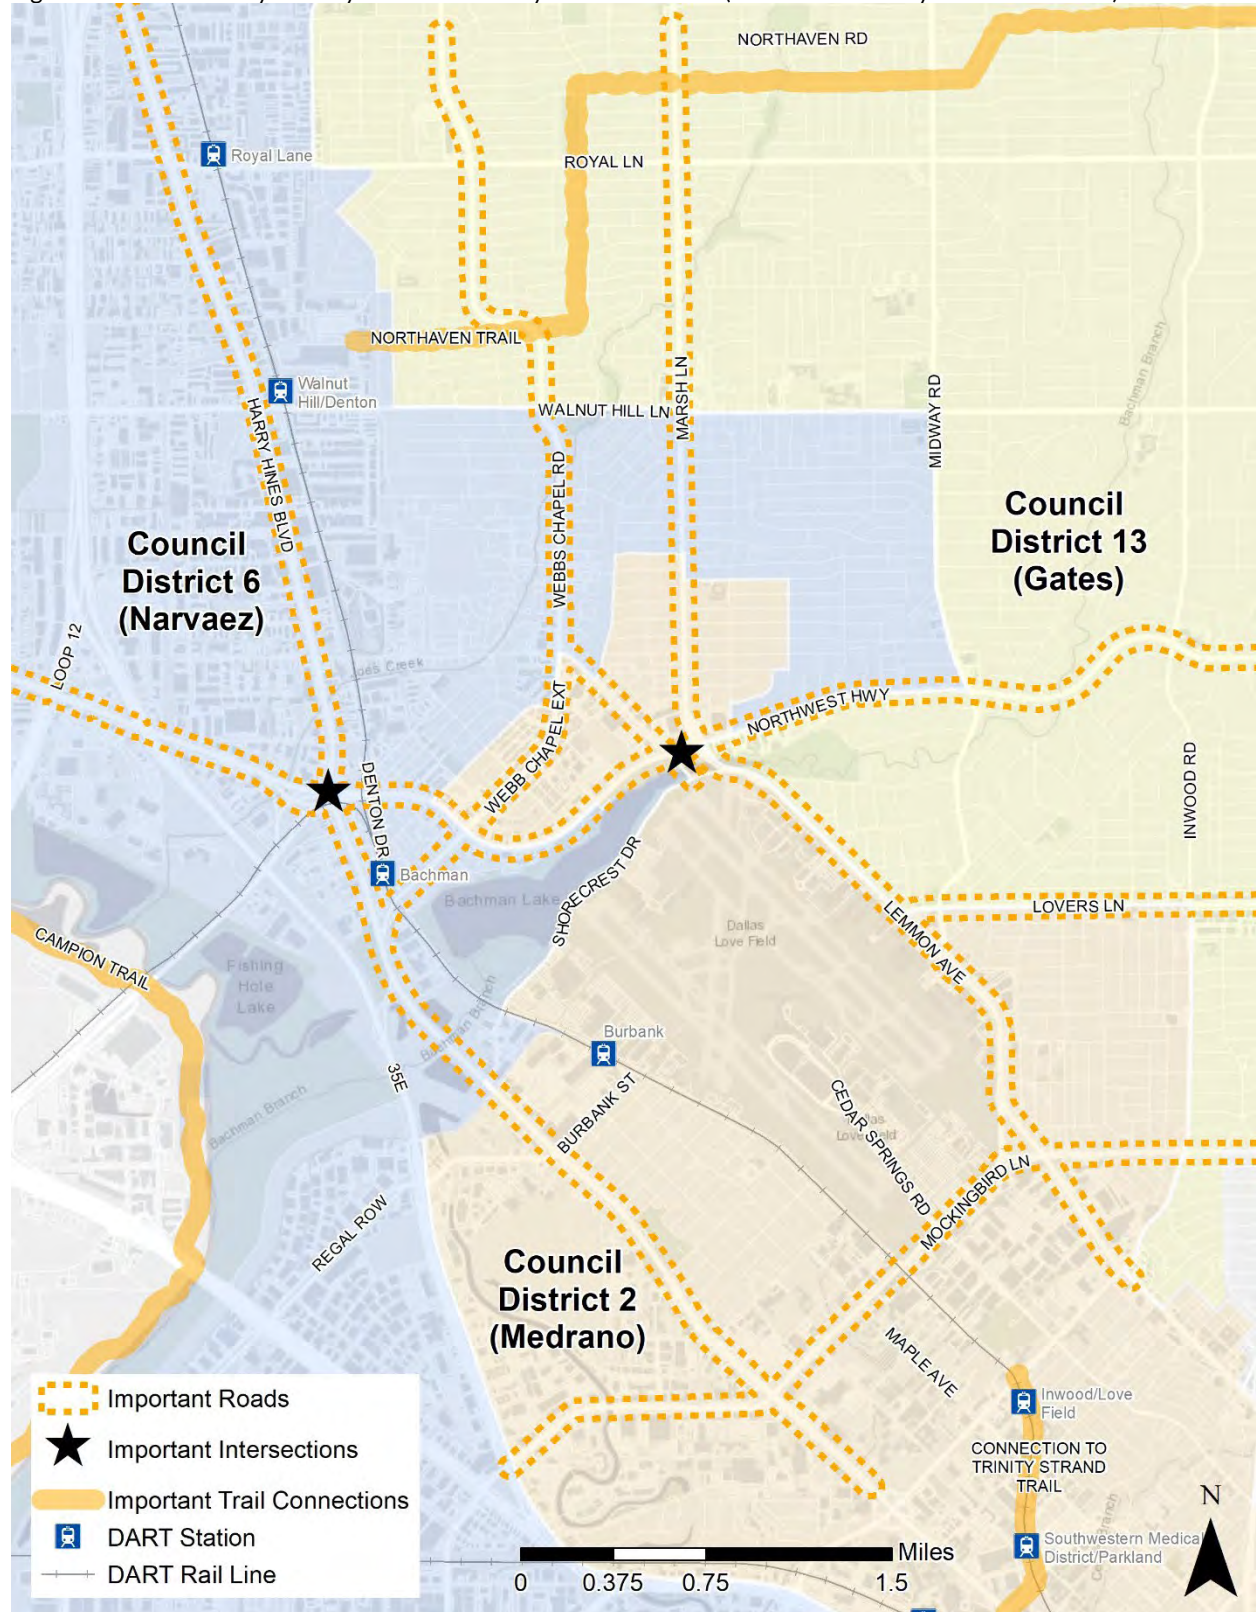 NORTHAVEN RD
Royal Lane
ROYAL LN
NORTHAVEN TRAIL
Walnut
Hill/Denton
WALNUT HILL LN
MARSH LN
MIDWAY RD
Bachman Branch
HARRY HINES BLVD
WEBBS CHAPEL RD
Council
District 6
(Narvaez)
Council
District 13
(Gates)
LOOP 12
Joes Creek
WEBB CHAPEL EXT
NORTHWEST HWY
INWOOD RD
DENTON DR
Bachman
Bachman Lake
SHORECREST DR
LOVERS LN
LEMMON AVE
Dallas
Love Field
CAMPION TRAIL
Fishing
Hole
Lake
Bachman Branch
Burbank
35E
BURBANK ST
CEDAR SPRINGS RD
Love Field
Bachman Branch
MOCKINGBIRD LN
REGAL ROW
Council
District 2
(Medrano)
MAPLE AVE
Inwood/Love
Field
CONNECTION TO
TRINITY STRAND
TRAIL
Southwestern Medical
District/Parkland
Important Roads
Important Intersections
Important Trail Connections
DART Station
DART Rail Line
N
Miles
0 0.375 0.75 1.5